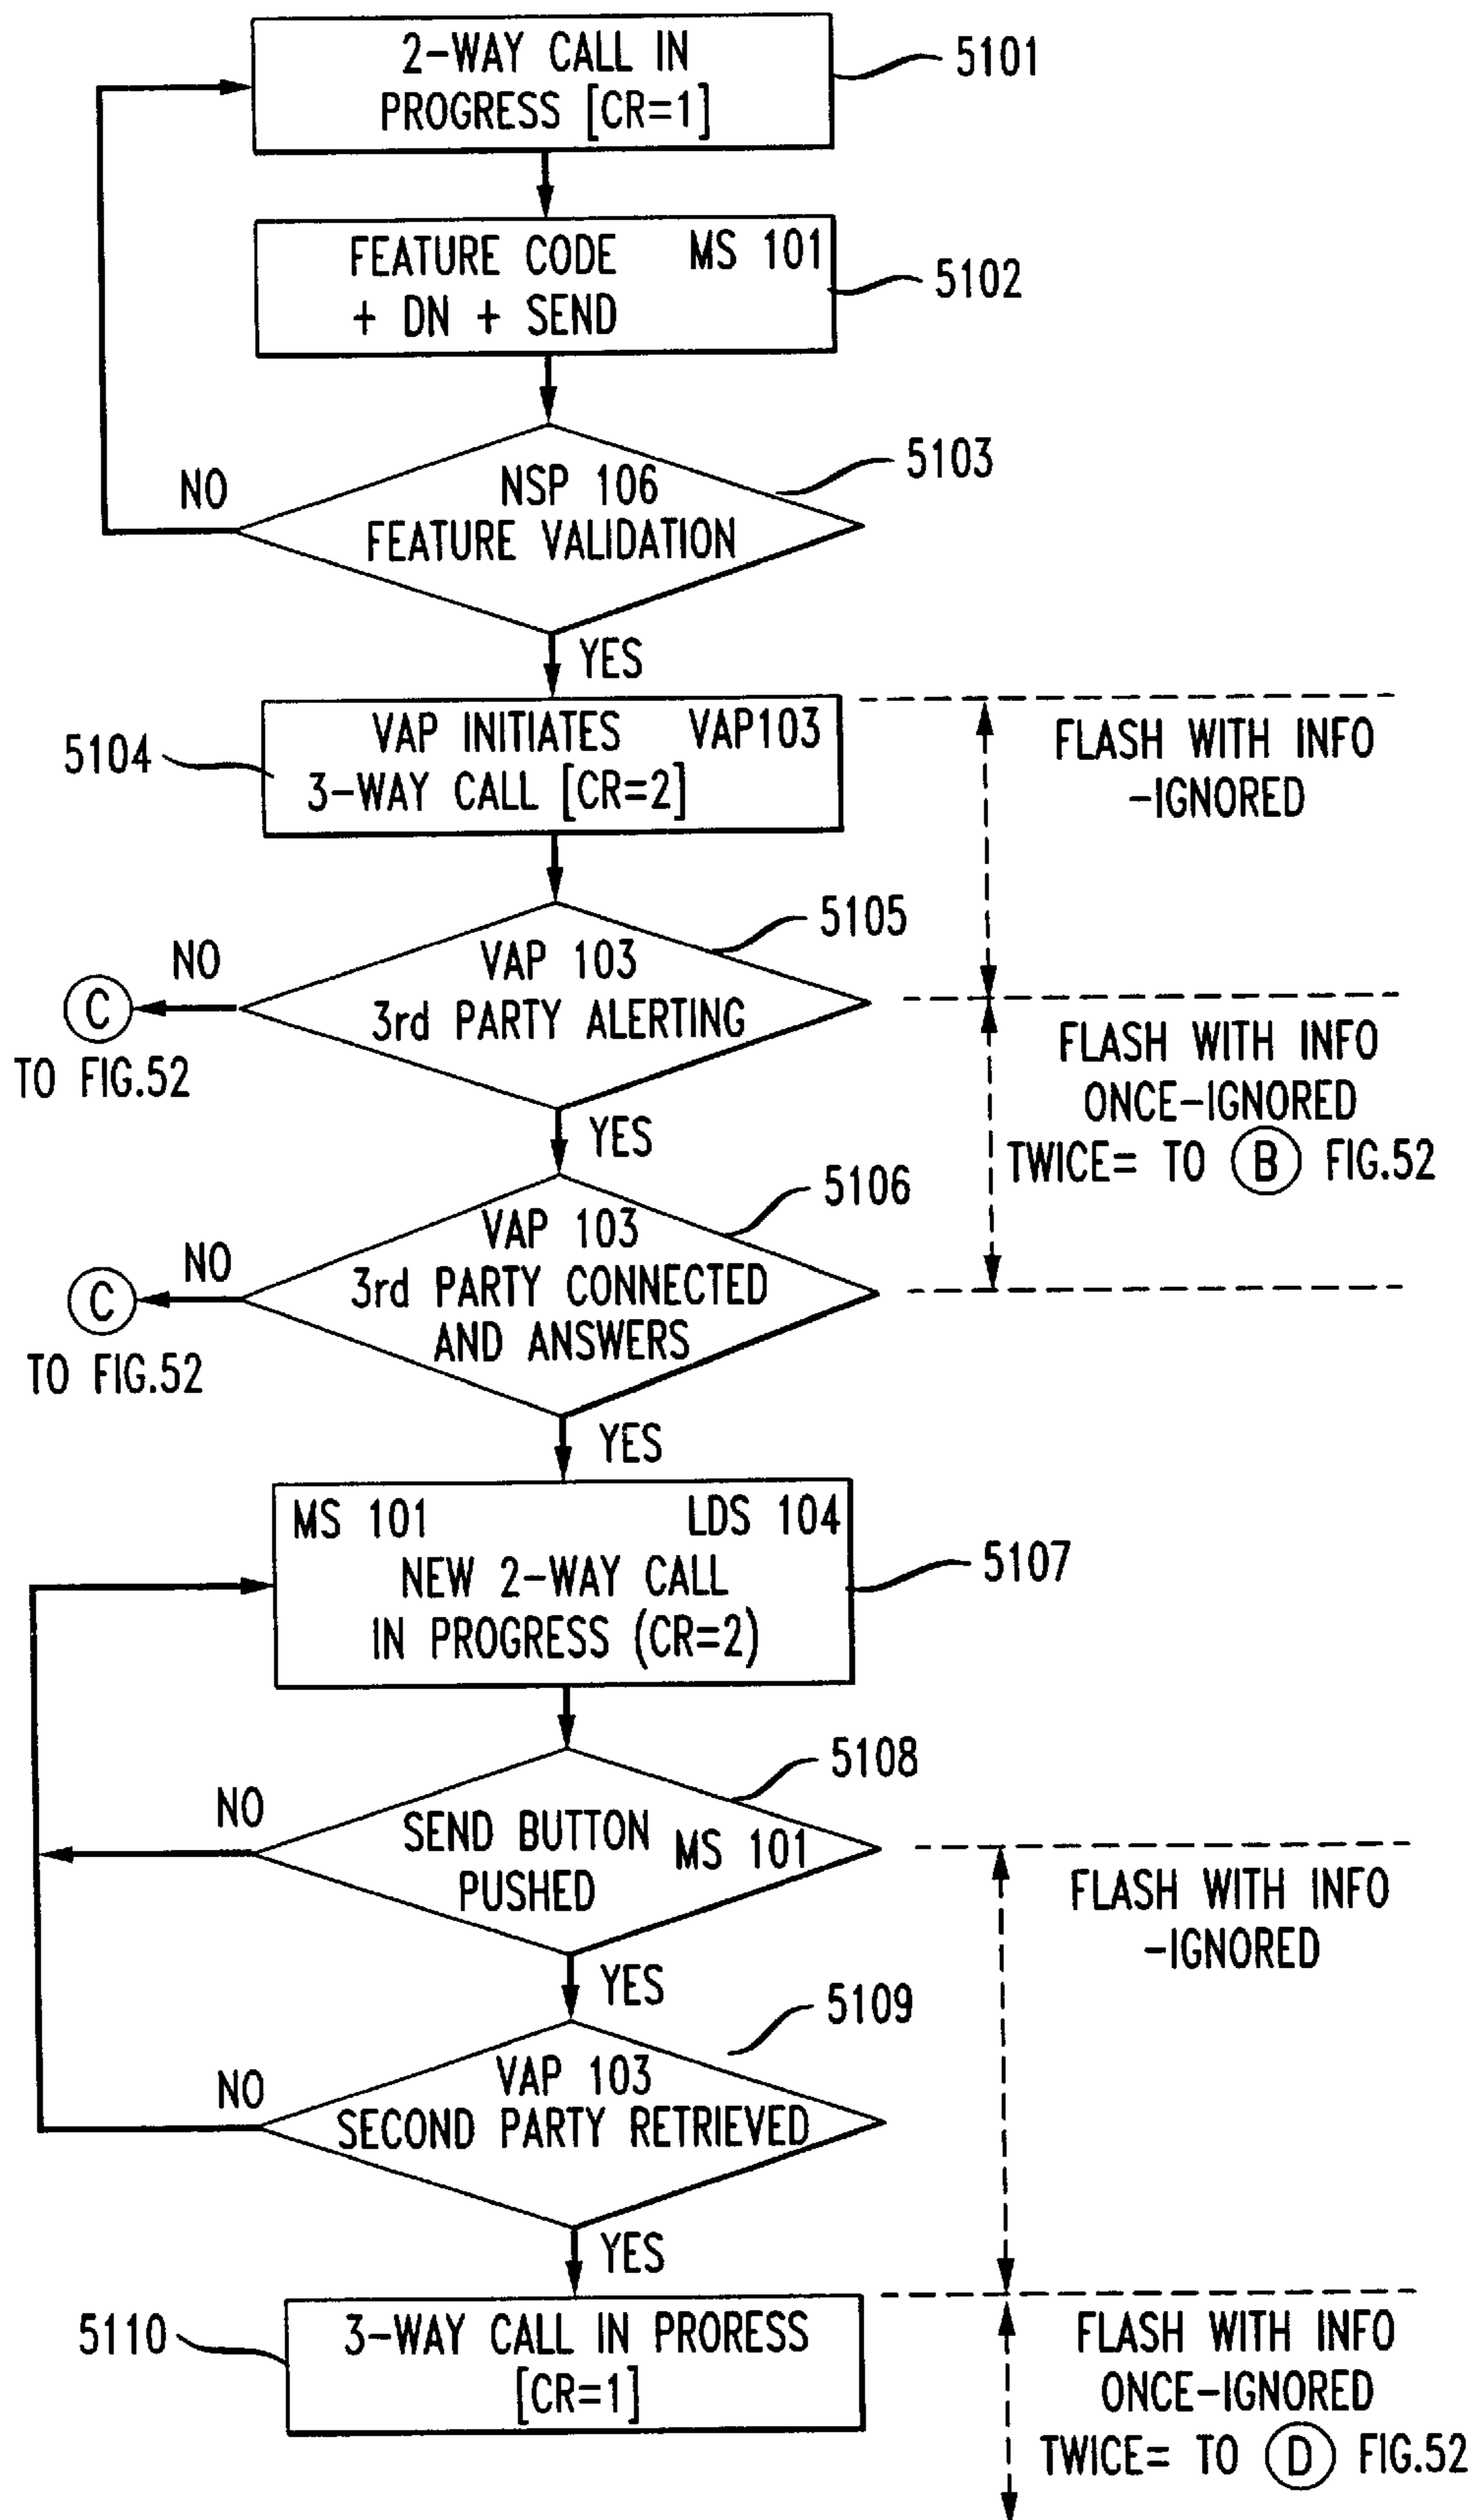 2-WAY CALL IN
PROGRESS [CR=1]
5101
FEATURE CODE MS 101
+ DN + SEND
5102
NSP 106
FEATURE VALIDATION
5103
NO
YES
VAP INITIATES VAP103
3-WAY CALL [CR=2]
5104
FLASH WITH INFO
-IGNORED
VAP 103
3rd PARTY ALERTING
5105
NO
C
TO FIG.52
YES
FLASH WITH INFO
ONCE-IGNORED
TWICE= TO B FIG.52
VAP 103
3rd PARTY CONNECTED
AND ANSWERS
5106
NO
C
TO FIG.52
YES
MS 101 LDS 104
NEW 2-WAY CALL
IN PROGRESS (CR=2)
5107
SEND BUTTON
PUSHED MS 101
5108
NO
YES
FLASH WITH INFO
-IGNORED
VAP 103
SECOND PARTY RETRIEVED
5109
NO
YES
3-WAY CALL IN PRORESS
[CR=1]
5110
FLASH WITH INFO
ONCE-IGNORED
TWICE= TO D FIG.52